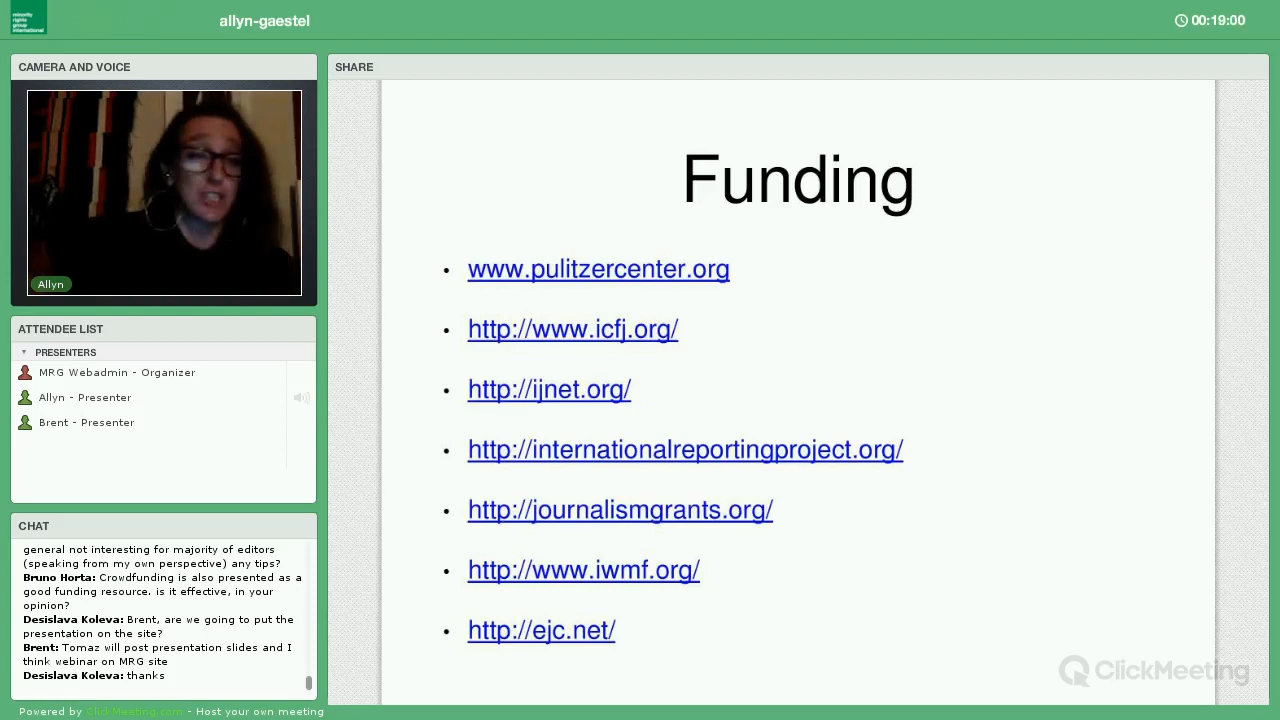 minority
rights
group
international
allyn-gaestel
00:19:00
CAMERA AND VOICE
Allyn
ATTENDEE LIST
PRESENTERS
MRG Webadmin - Organizer
Allyn - Presenter
Brent - Presenter
CHAT
general not interesting for majority of editors
(speaking from my own perspective) any tips?
Bruno Horta: Crowdfunding is also presented as a
good funding resource. is it effective, in your
opinion?
Desislava Koleva: Brent, are we going to put the
presentation on the site?
Brent: Tomaz will post presentation slides and I
think webinar on MRG site
Desislava Koleva: thanks
Powered by ClickMeeting.com - Host your own meeting
SHARE
Funding
• www.pulitzercenter.org
• http://www.icfj.org/
• http://ijnet.org/
• http://internationalreportingproject.org/
• http://journalismgrants.org/
• http://www.iwmf.org/
• http://ejc.net/
ClickMeeting